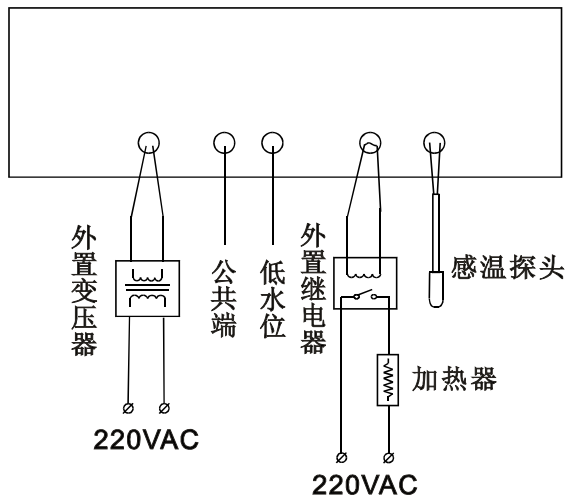 外置变压器
公共端
低水位
外置继电器
感温探头
加热器
220VAC
220VAC